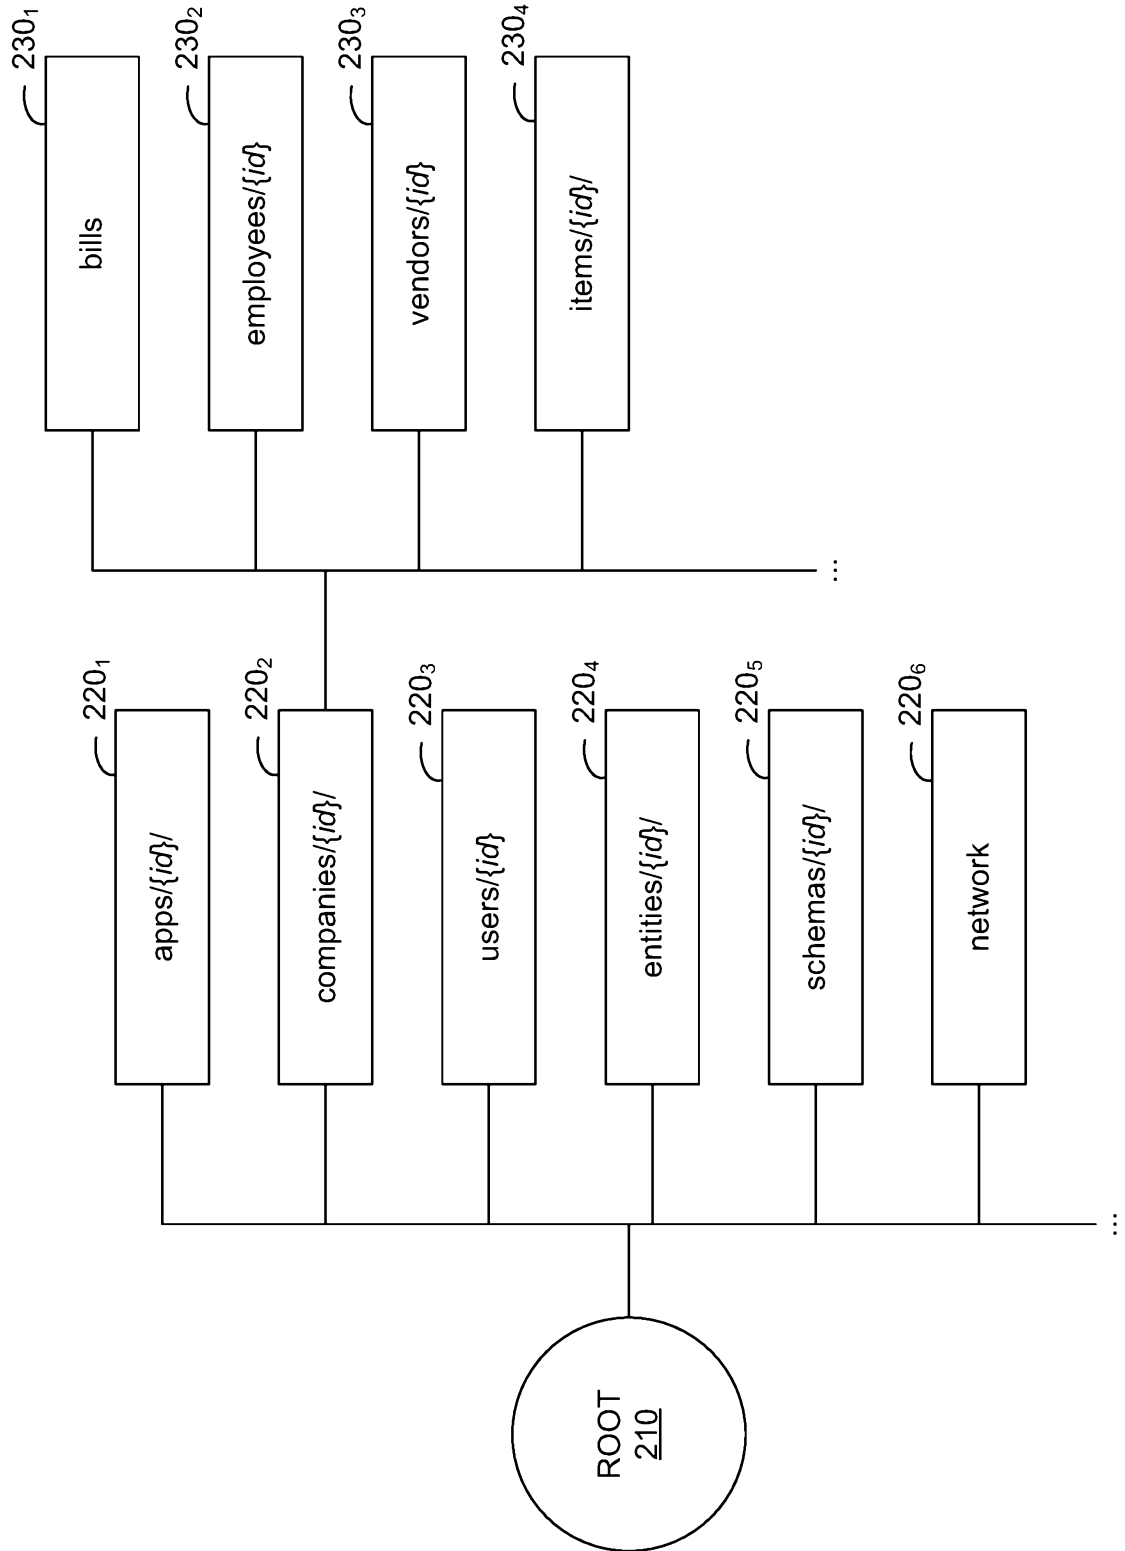 ROOT
210
apps/{id}/
220₁
companies/{id}/
220₂
users/{id}
220₃
entities/{id}/
220₄
schemas/{id}/
220₅
network
220₆
...
bills
230₁
employees/{id}
230₂
vendors/{id}
230₃
items/{id}/
230₄
...